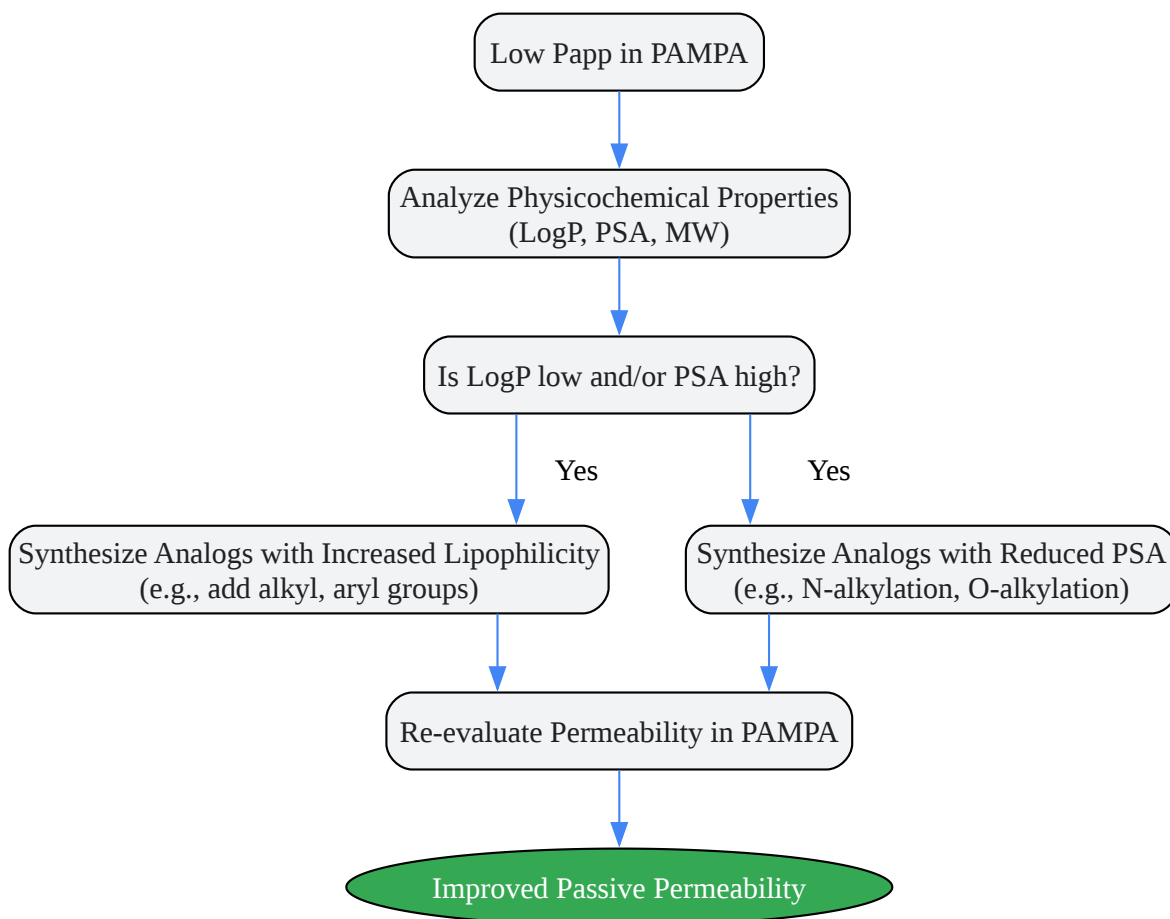 Low Papp in PAMPA
Analyze Physicochemical Properties
(LogP, PSA, MW)
Is LogP low and/or PSA high?
Yes
Yes
Synthesize Analogs with Increased Lipophilicity
(e.g., add alkyl, aryl groups)
Synthesize Analogs with Reduced PSA
(e.g., N-alkylation, O-alkylation)
Re-evaluate Permeability in PAMPA
Improved Passive Permeability